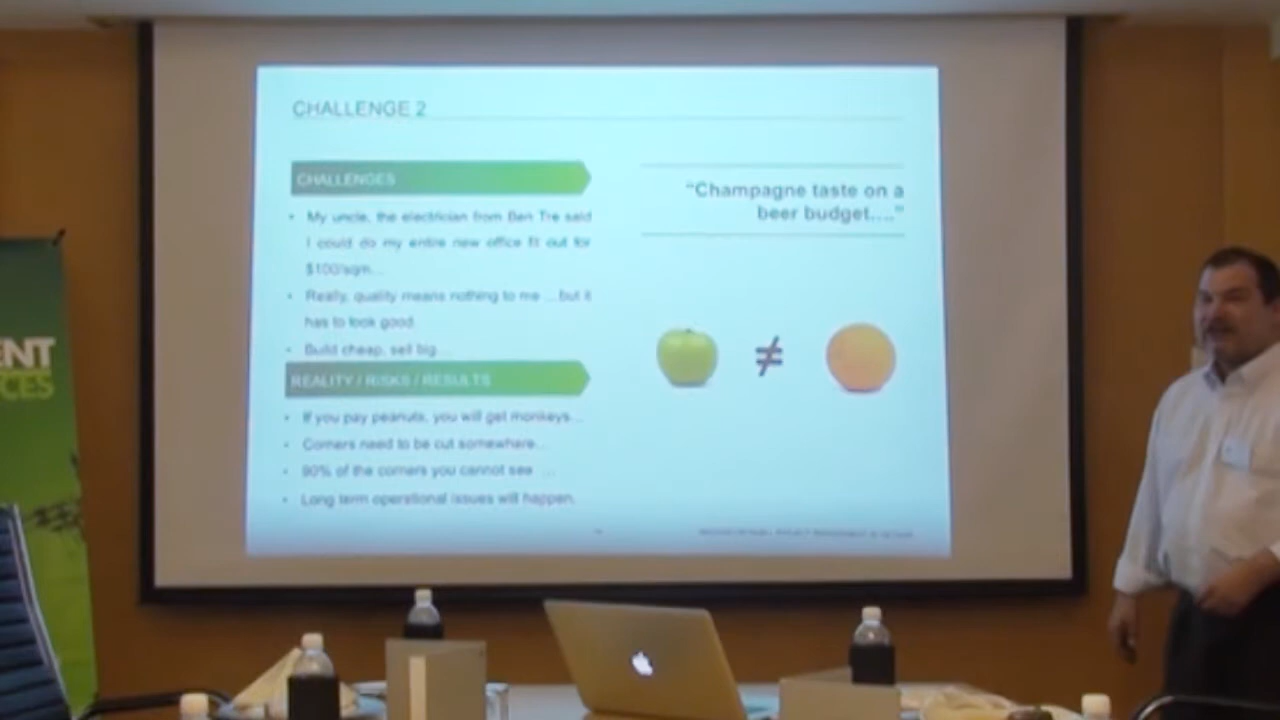 CHALLENGE 2
CHALLENGES
• My uncle, the electrician from Ben Tre said
I could do my entire new office fit out for
$100/sqm…
• Really, quality means nothing to me …but it
has to look good
• Build cheap, sell big…
REALITY / RISKS / RESULTS
• If you pay peanuts, you will get monkeys…
• Corners need to be cut somewhere…
• 90% of the corners you cannot see …
• Long term operational issues will happen.
“Champagne taste on a
beer budget….”
≠
ENT
CES